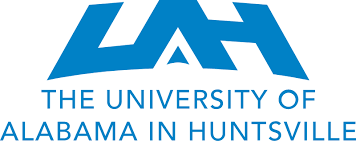 UAH
THE UNIVERSITY OF
ALABAMA IN HUNTSVILLE